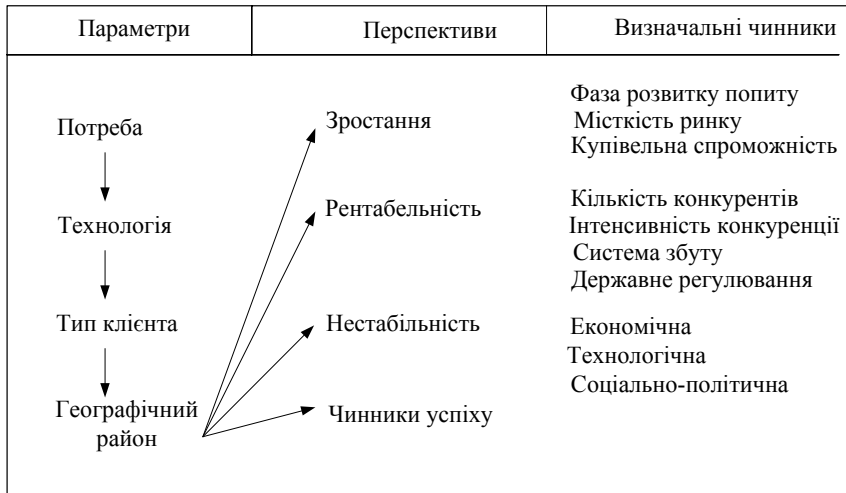 Параметри
Перспективи
Визначальні чинники
Потреба
Технологія
Тип клієнта
Географічний
район
Зростання
Рентабельність
Нестабільність
Чинники успіху
Фаза розвитку попиту
Місткість ринку
Купівельна спроможність
Кількість конкурентів
Інтенсивність конкуренції
Система збуту
Державне регулювання
Економічна
Технологічна
Соціально-політична